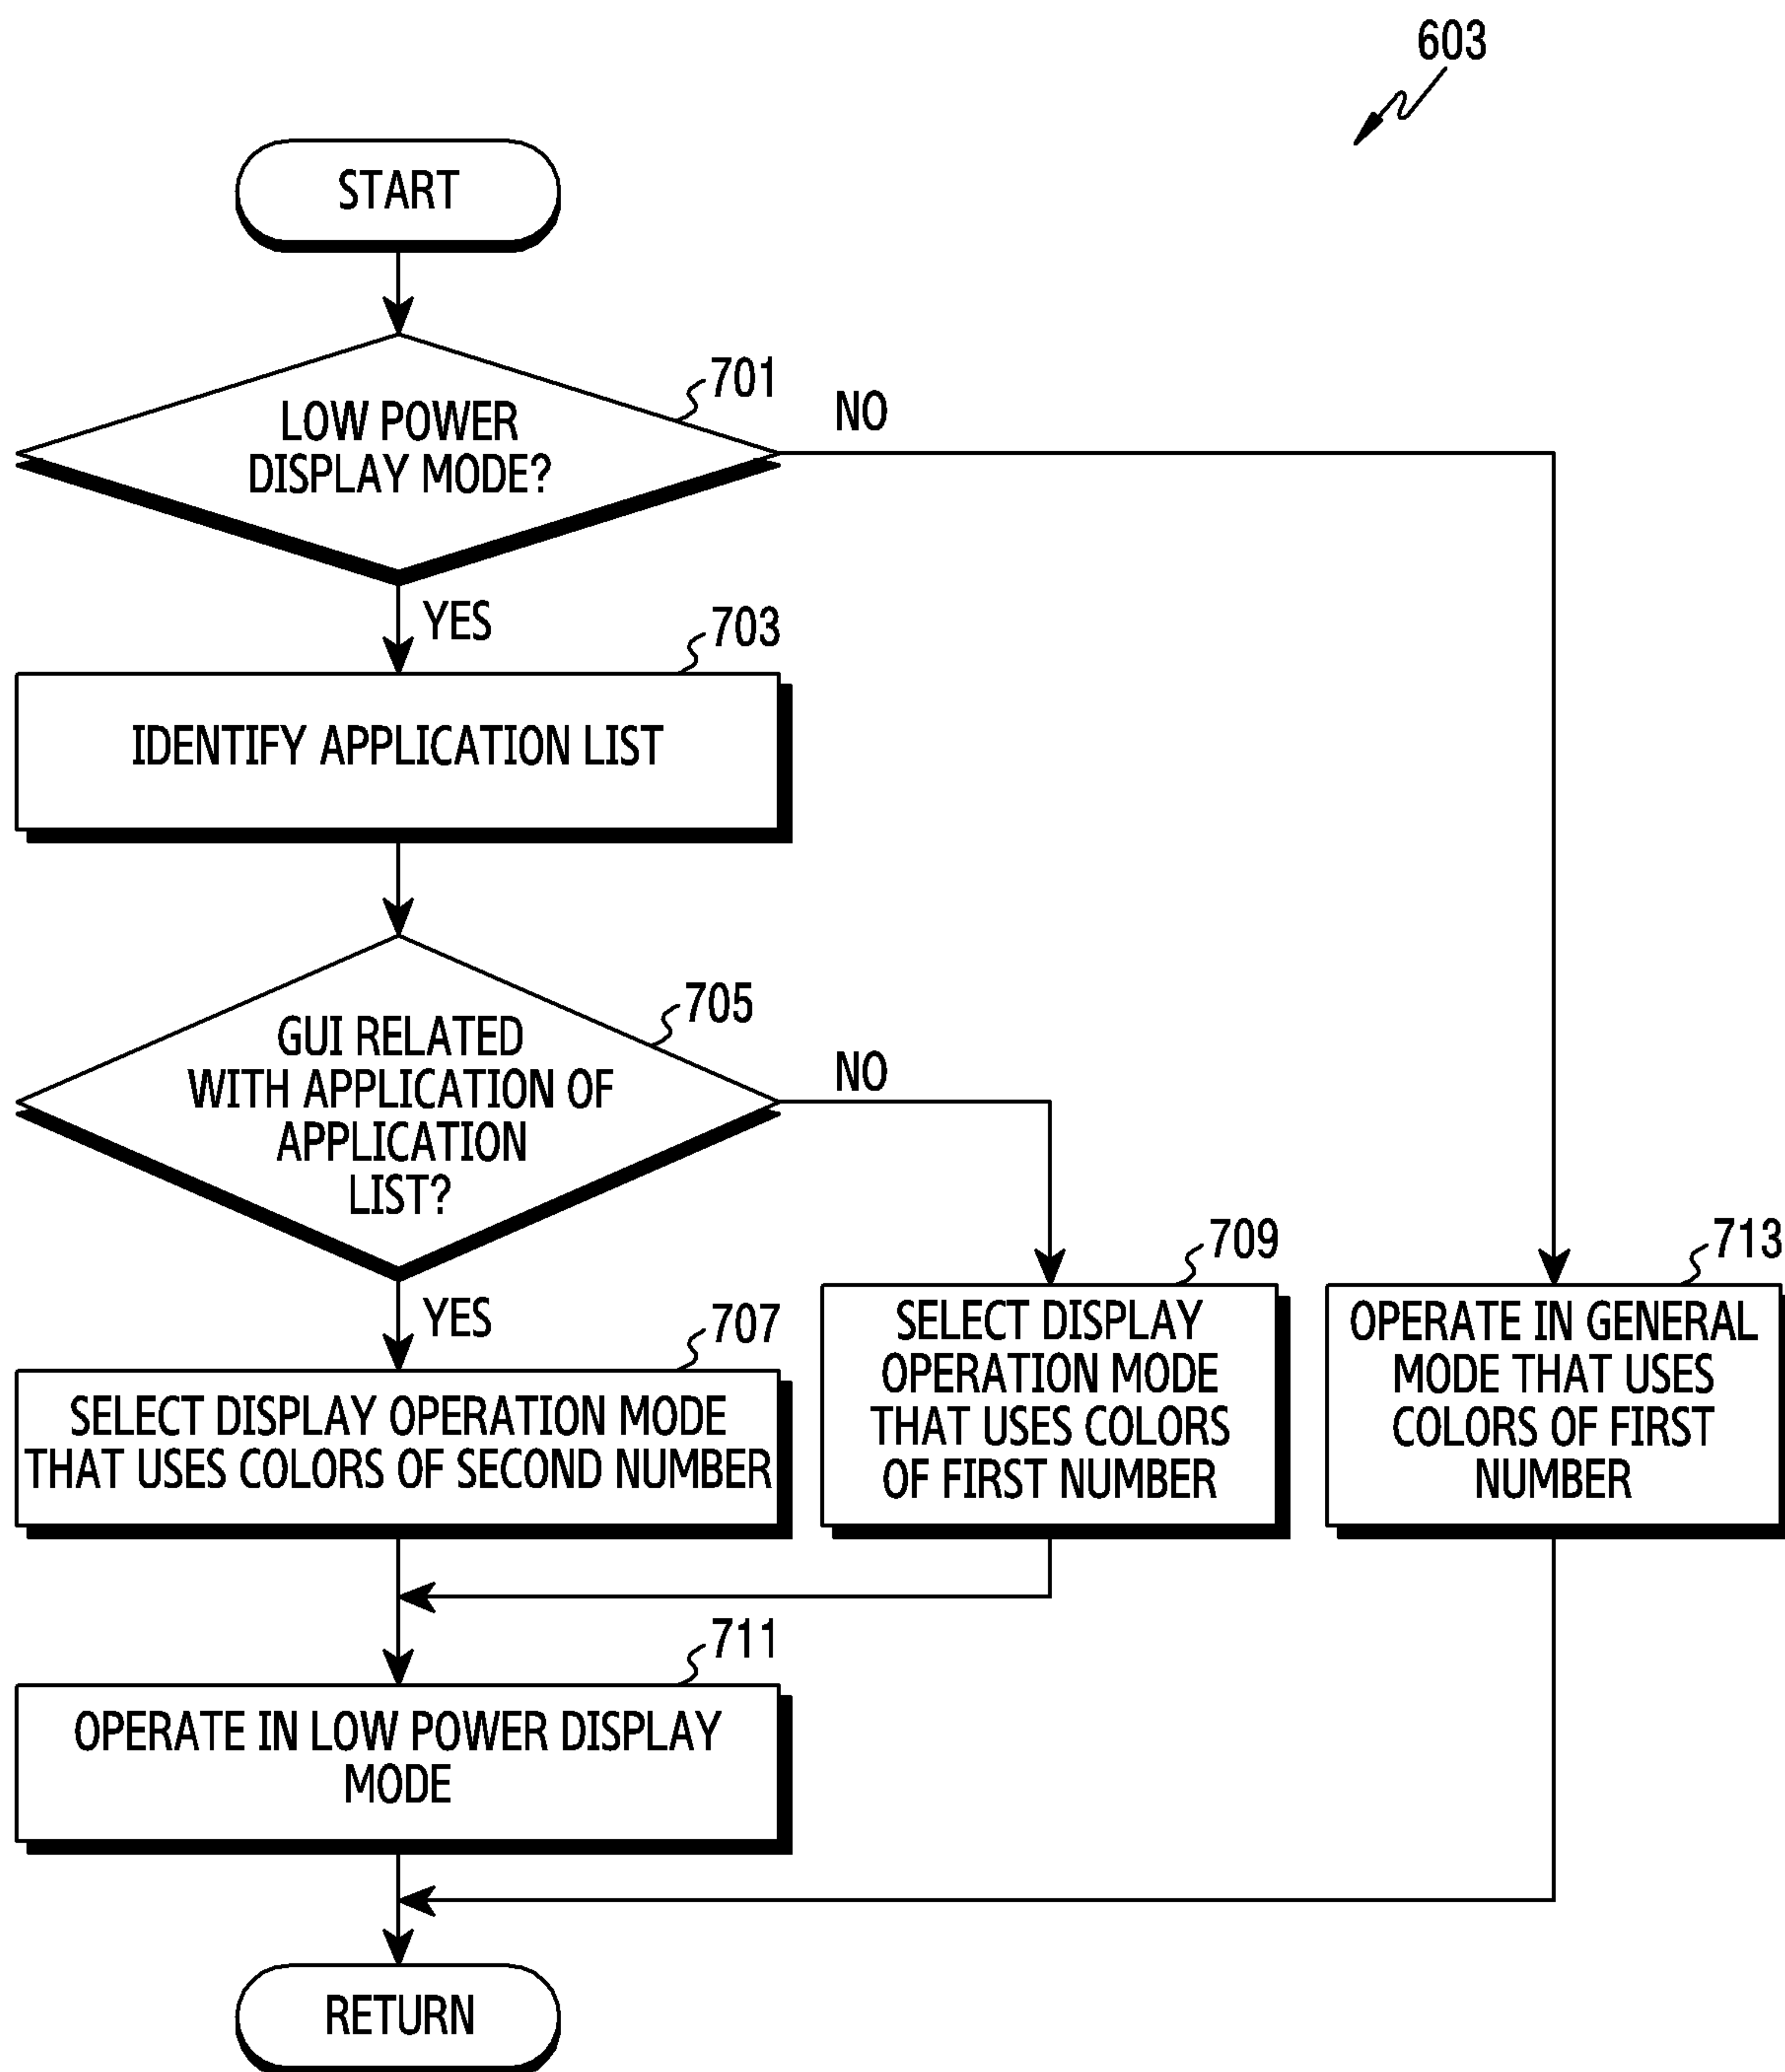 603
START
701
LOW POWER
DISPLAY MODE?
NO
YES
703
IDENTIFY APPLICATION LIST
705
GUI RELATED
WITH APPLICATION OF
APPLICATION
LIST?
NO
YES
707
SELECT DISPLAY OPERATION MODE
THAT USES COLORS OF SECOND NUMBER
709
SELECT DISPLAY
OPERATION MODE
THAT USES COLORS
OF FIRST NUMBER
713
OPERATE IN GENERAL
MODE THAT USES
COLORS OF FIRST
NUMBER
711
OPERATE IN LOW POWER DISPLAY
MODE
RETURN